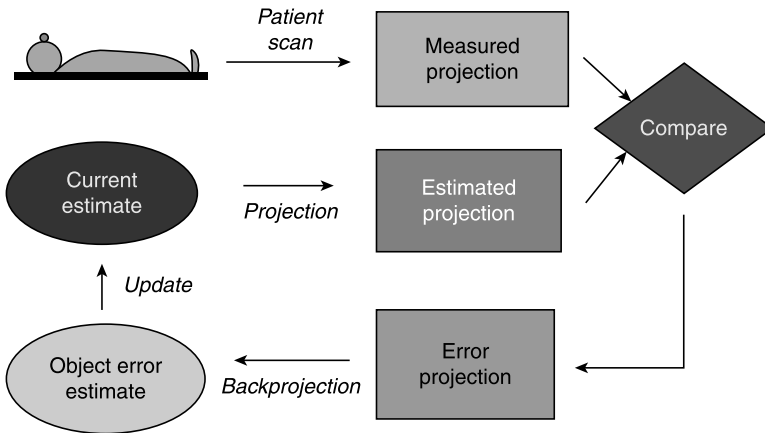 Patient
scan
Measured
projection
Compare
Current
estimate
Projection
Estimated
projection
Update
Object error
estimate
Backprojection
Error
projection